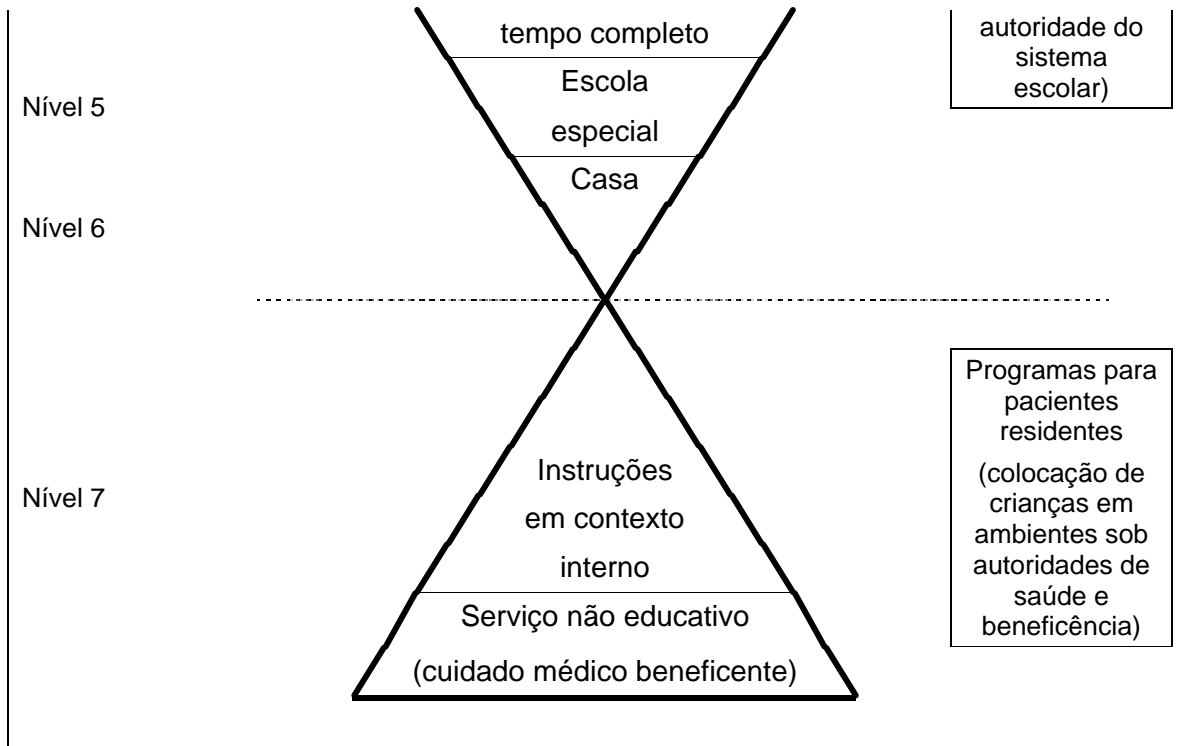 tempo completo
autoridade do
sistema
escolar)
Nível 5
Escola
especial
Casa
Nível 6
Nível 7
Instruções
em contexto
interno
Serviço não educativo
(cuidado médico beneficente)
Programas para
pacientes
residentes
(colocação de
crianças em
ambientes sob
autoridades de
saúde e
beneficência)